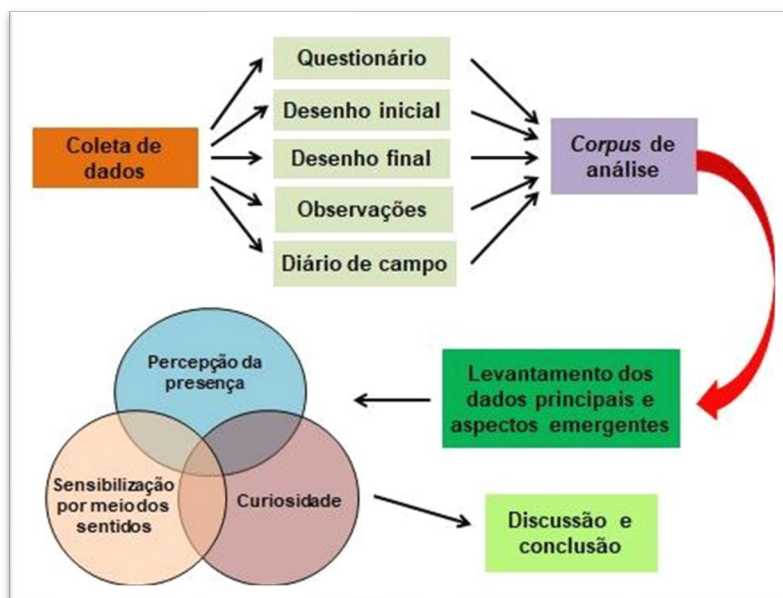 Questionário
Desenho inicial
Coleta de
dados
Desenho final
Corpus de
análise
Observações
Diário de campo
Percepção da
presença
Levantamento dos
dados principais e
aspectos emergentes
Sensibilização
por meio dos
sentidos
Curiosidade
Discussão e
conclusão